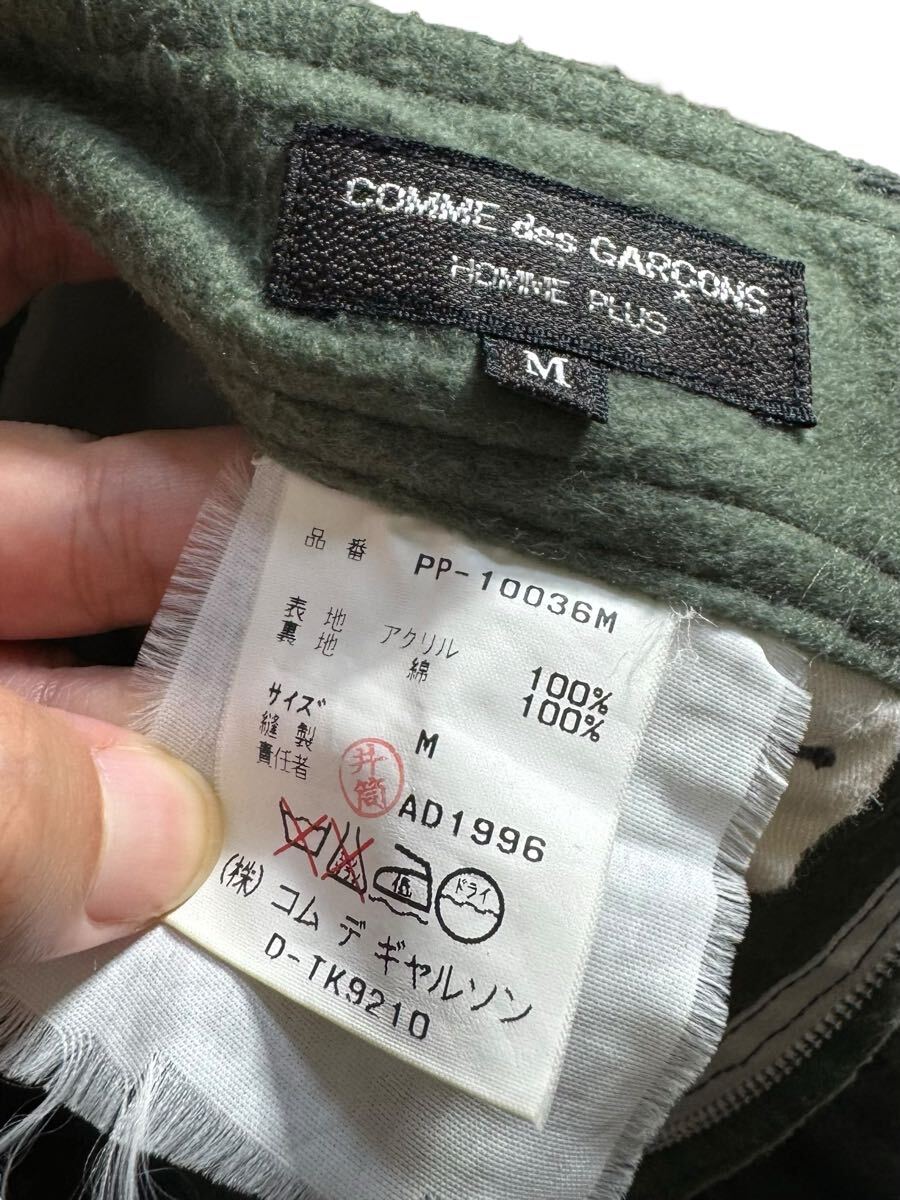 COMME des GARÇONS
HOMME PLUS
M
品番 PP-10036M
表地 アクリル 100%
裏地 綿 100%
サイズ M
縫製
責任者 井筒 AD1996
低 ドライ
(株) コム デ ギャルソン
D-TK9210